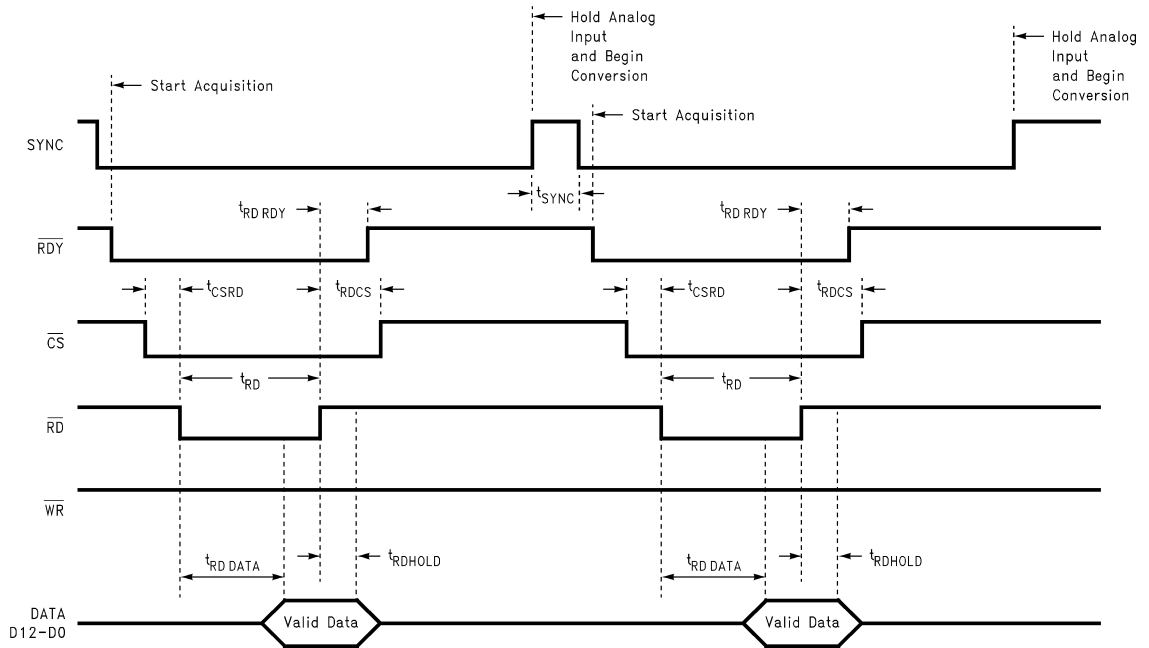 Hold Analog
Input
and Begin
Conversion
Hold Analog
Input
and Begin
Conversion
Start Acquisition
Start Acquisition
SYNC
tSYNC
tRD RDY
tRD RDY
RDY
tCSRD
tRDCS
tCSRD
tRDCS
CS
tRD
tRD
RD
WR
tRD DATA
tRDHOLD
tRD DATA
tRDHOLD
DATA
D12-D0
Valid Data
Valid Data